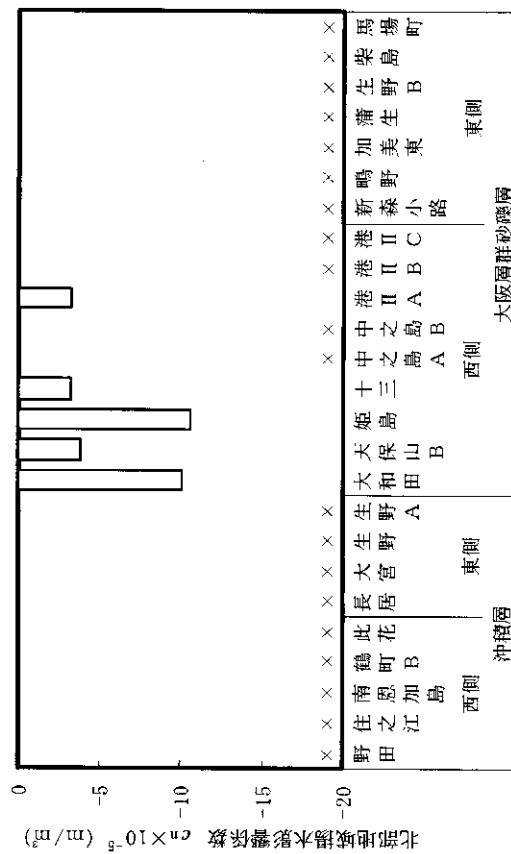 北部地域揚水影響係数 cn×10⁻⁵ (m/m³)
0
-5
-10
-15
-20
野田
住之江
南恩加島
鶴町B
此花
長居
大宮
生野
生野A
大和田
天保山B
姫島
十三
中之島A
中之島B
港ⅡA
港ⅡB
港ⅡC
新森小路
鴫野
加美東
蒲生
生野B
柴島
馬場町
西側
東側
西側
東側
沖積層
大阪層群砂礫層